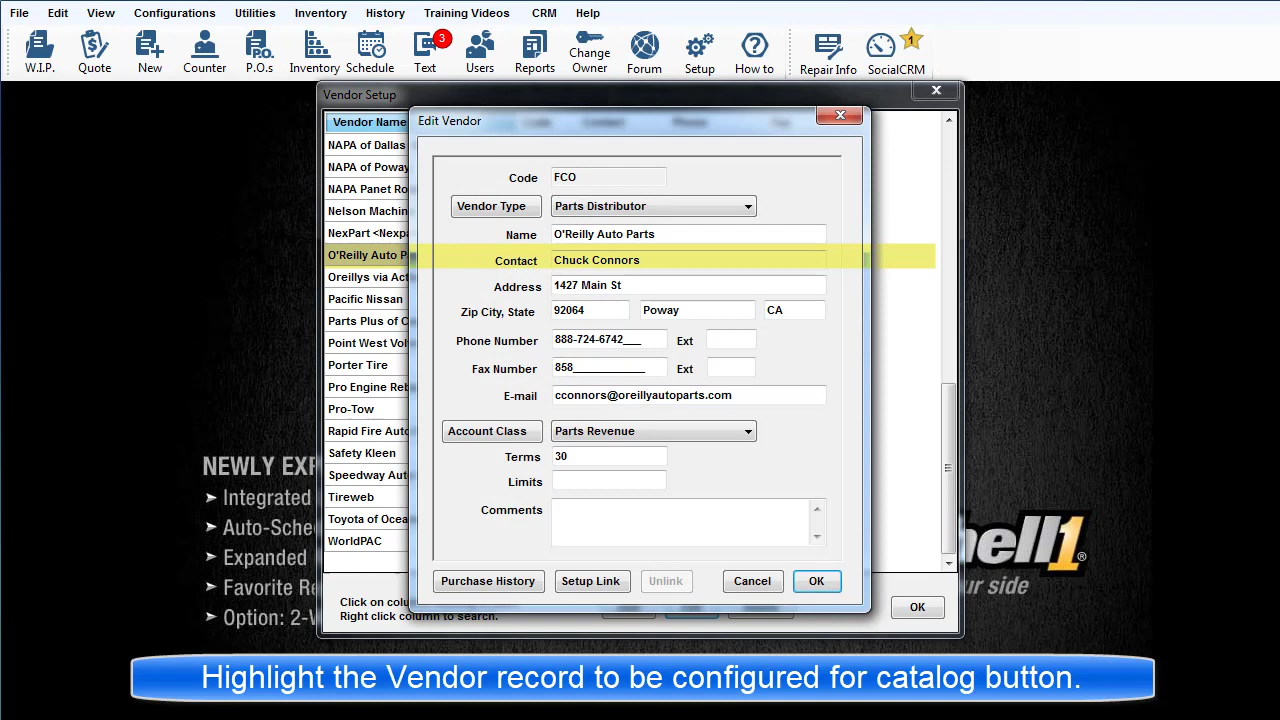 File Edit View Configurations Utilities Inventory History Training Videos CRM Help
3 1
W.I.P. Quote New Counter P.O.s Inventory Schedule Text Users Reports Change Owner Forum Setup How to Repair Info SocialCRM
Vendor Setup
Vendor Name
NAPA of Dallas
NAPA of Poway
NAPA Panet Ro
Nelson Machin
NexPart <Nexpa
O'Reilly Auto P
Oreillys via Act
Pacific Nissan
Parts Plus of O
Point West Vol
Porter Tire
Pro Engine Reb
Pro-Tow
Rapid Fire Auto
Safety Kleen
Speedway Auto
Tireweb
Toyota of Ocea
WorldPAC
Click on colu
Right click column to search.
OK
Edit Vendor
Code FCO
Vendor Type Parts Distributor
Name O'Reilly Auto Parts
Contact Chuck Connors
Address 1427 Main St
Zip City, State 92064 Poway CA
Phone Number 888-724-6742___ Ext
Fax Number 858____________ Ext
E-mail cconnors@oreillyautoparts.com
Account Class Parts Revenue
Terms 30
Limits
Comments
Purchase History Setup Link Unlink Cancel OK
NEWLY EXP
➤ Integrated
➤ Auto-Sche
➤ Expanded
➤ Favorite Re
➤ Option: 2-W
hell1®
ur side
Highlight the Vendor record to be configured for catalog button.